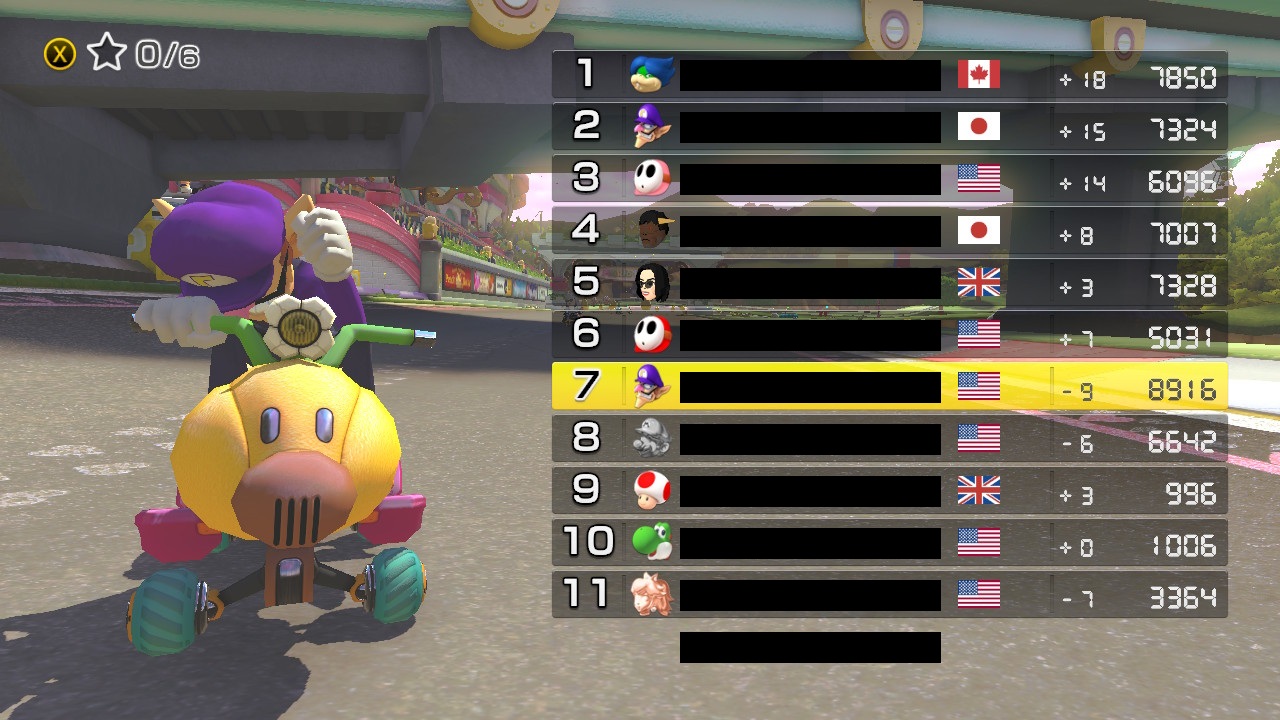 X 0/6
1 + 18 7850
2 + 15 7324
3 + 14 6096
4 + 8 7007
5 + 3 7328
6 + 7 5031
7 - 9 8916
8 - 6 6642
9 + 3 996
10 + 0 1006
11 - 7 3364